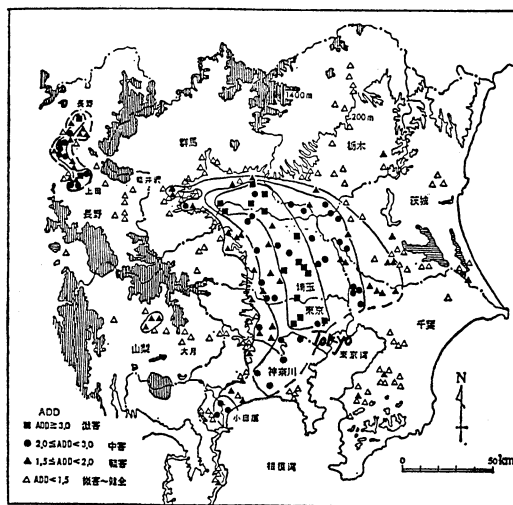 長野
1400m
200m
群馬
栃木
軽井沢
上田
長野
茨城
埼玉
東京
Tokyo
東京湾
千葉
山梨
大月
神奈川
小田原
相模湾
N
ADD
■ ADD≥3,0 激害
● 2,0≤ADD<3,0 中害
▲ 1,5≤ADD<2,0 軽害
△ ADD<1,5 微害~健全
0 50km